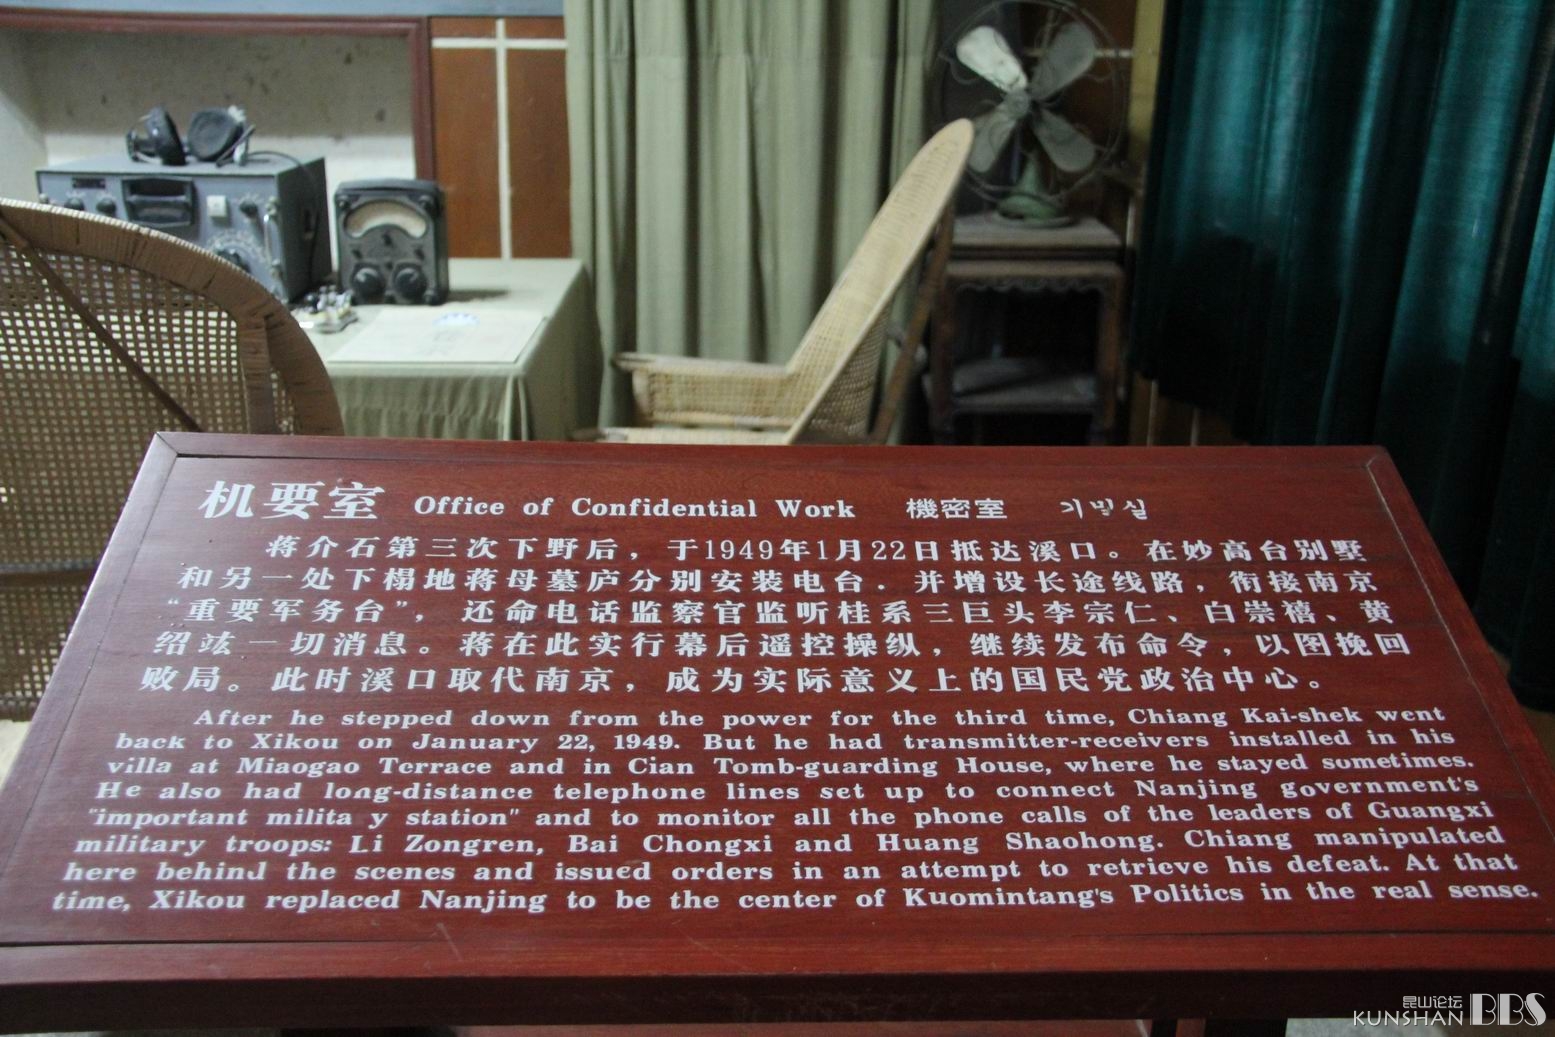 机要室 Office of Confidential Work 機密室 기밀실
蒋介石第三次下野后，于1949年1月22日抵达溪口。在妙高台别墅
和另一处下榻地蒋母墓庐分别安装电台．并增设长途线路，衔接南京
“重要军务台”，还命电话监察官监听桂系三巨头李宗仁、白崇禧、黄
绍竑一切消息。蒋在此实行幕后遥控操纵，继续发布命令，以图挽回
败局。此时溪口取代南京，成为实际意义上的国民党政治中心。
After he stepped down from the power for the third time, Chiang Kai-shek went
back to Xikou on January 22, 1949. But he had transmitter-receivers installed in his
villa at Miaogao Terrace and in Cian Tomb-guarding House, where he stayed sometimes.
He also had long-distance telephone lines set up to connect Nanjing government's
"important milita y station" and to monitor all the phone calls of the leaders of Guangxi
military troops: Li Zongren, Bai Chongxi and Huang Shaohong. Chiang manipulated
here behind the scenes and issued orders in an attempt to retrieve his defeat. At that
time, Xikou replaced Nanjing to be the center of Kuomintang's Politics in the real sense.
昆山论坛
KUNSHAN BBS